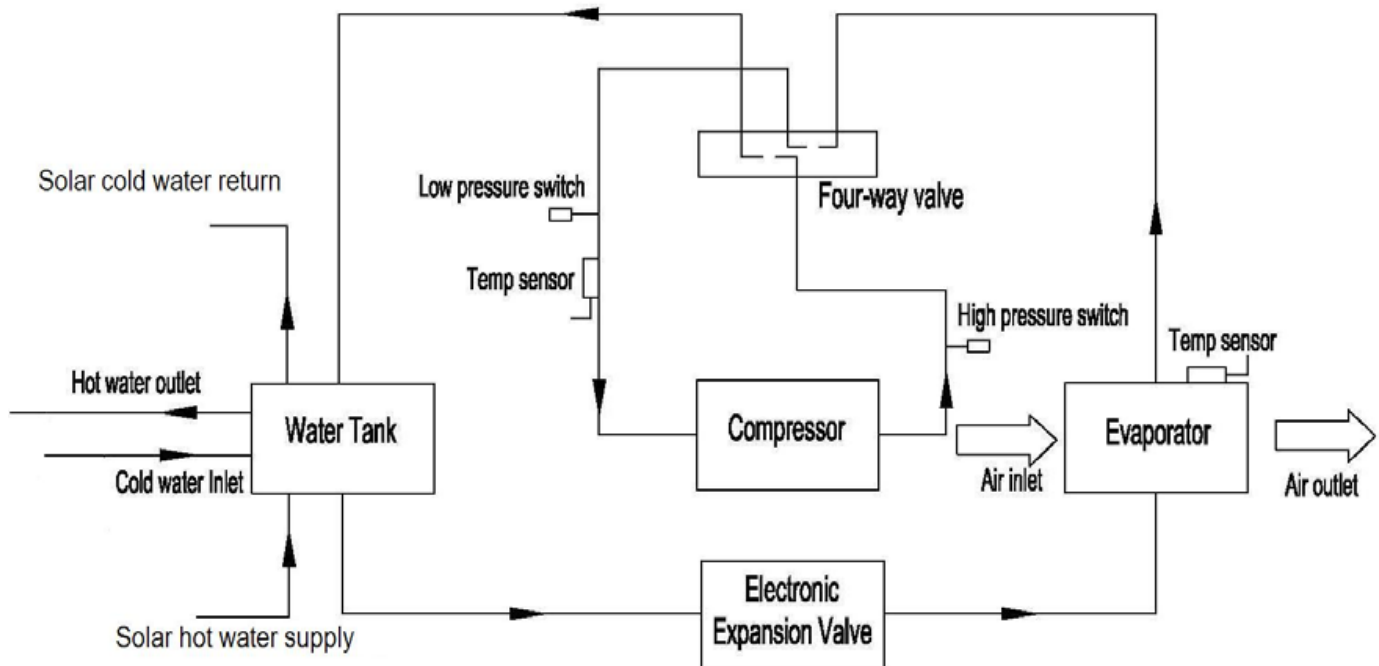 Solar cold water return
Low pressure switch
Four-way valve
Temp sensor
High pressure switch
Temp sensor
Hot water outlet
Water Tank
Compressor
Evaporator
Cold water Inlet
Air inlet
Air outlet
Electronic
Expansion Valve
Solar hot water supply